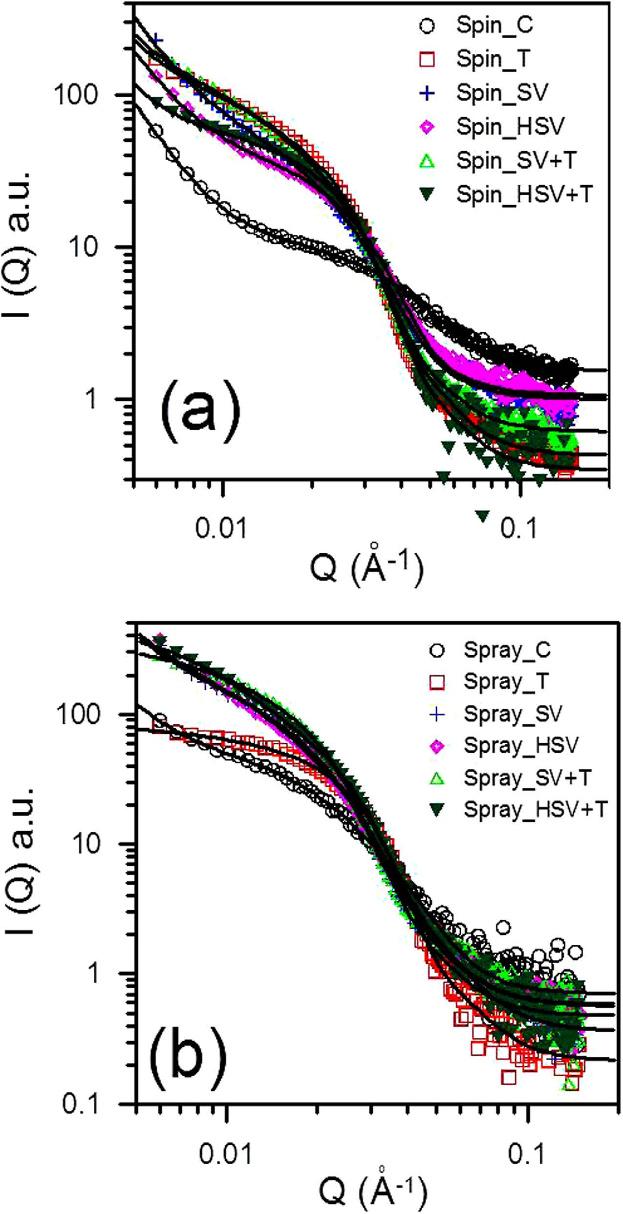 Spin_C
Spin_T
Spin_SV
Spin_HSV
Spin_SV+T
Spin_HSV+T
100
10
1
I (Q) a.u.
(a)
0.01 0.1
Q (Å-1)
Spray_C
Spray_T
Spray_SV
Spray_HSV
Spray_SV+T
Spray_HSV+T
100
10
1
0.1
I (Q) a.u.
(b)
0.01 0.1
Q (Å-1)